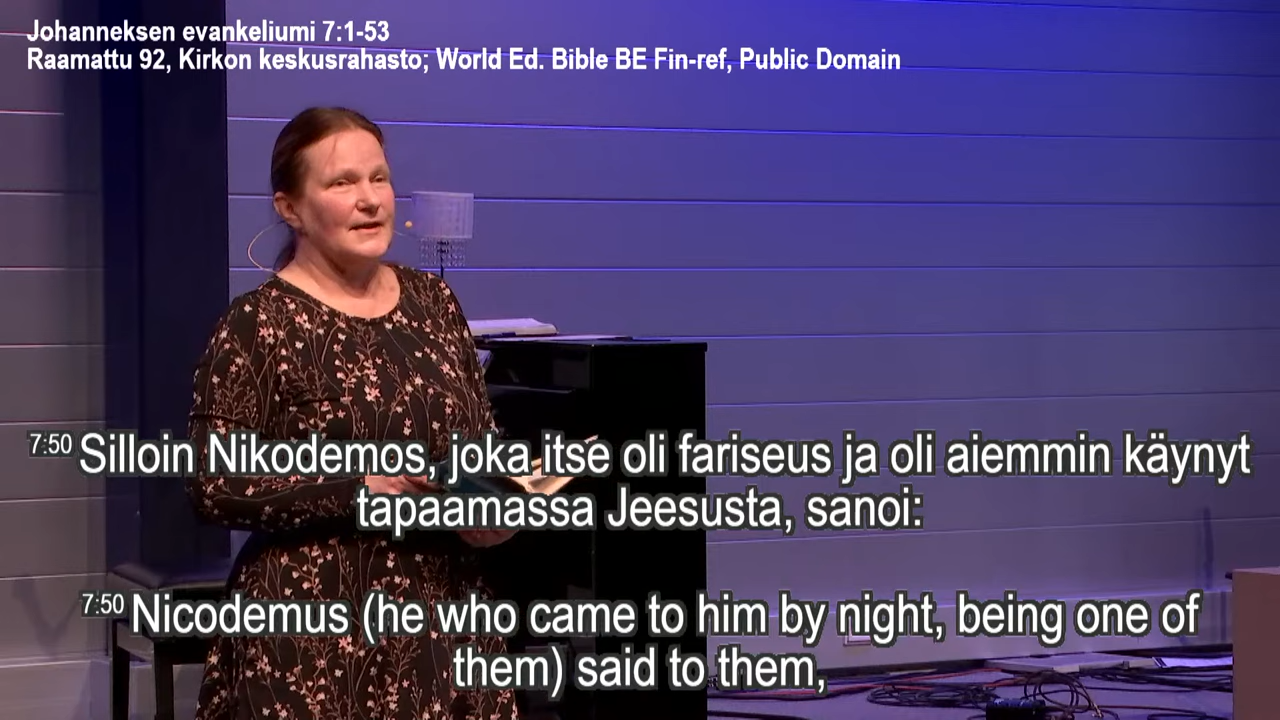 Johanneksen evankeliumi 7:1-53
Raamattu 92, Kirkon keskusrahasto; World Ed. Bible BE Fin-ref, Public Domain
7:50 Silloin Nikodemos, joka itse oli fariseus ja oli aiemmin käynyt
tapaamassa Jeesusta, sanoi:
7:50 Nicodemus (he who came to him by night, being one of
them) said to them,